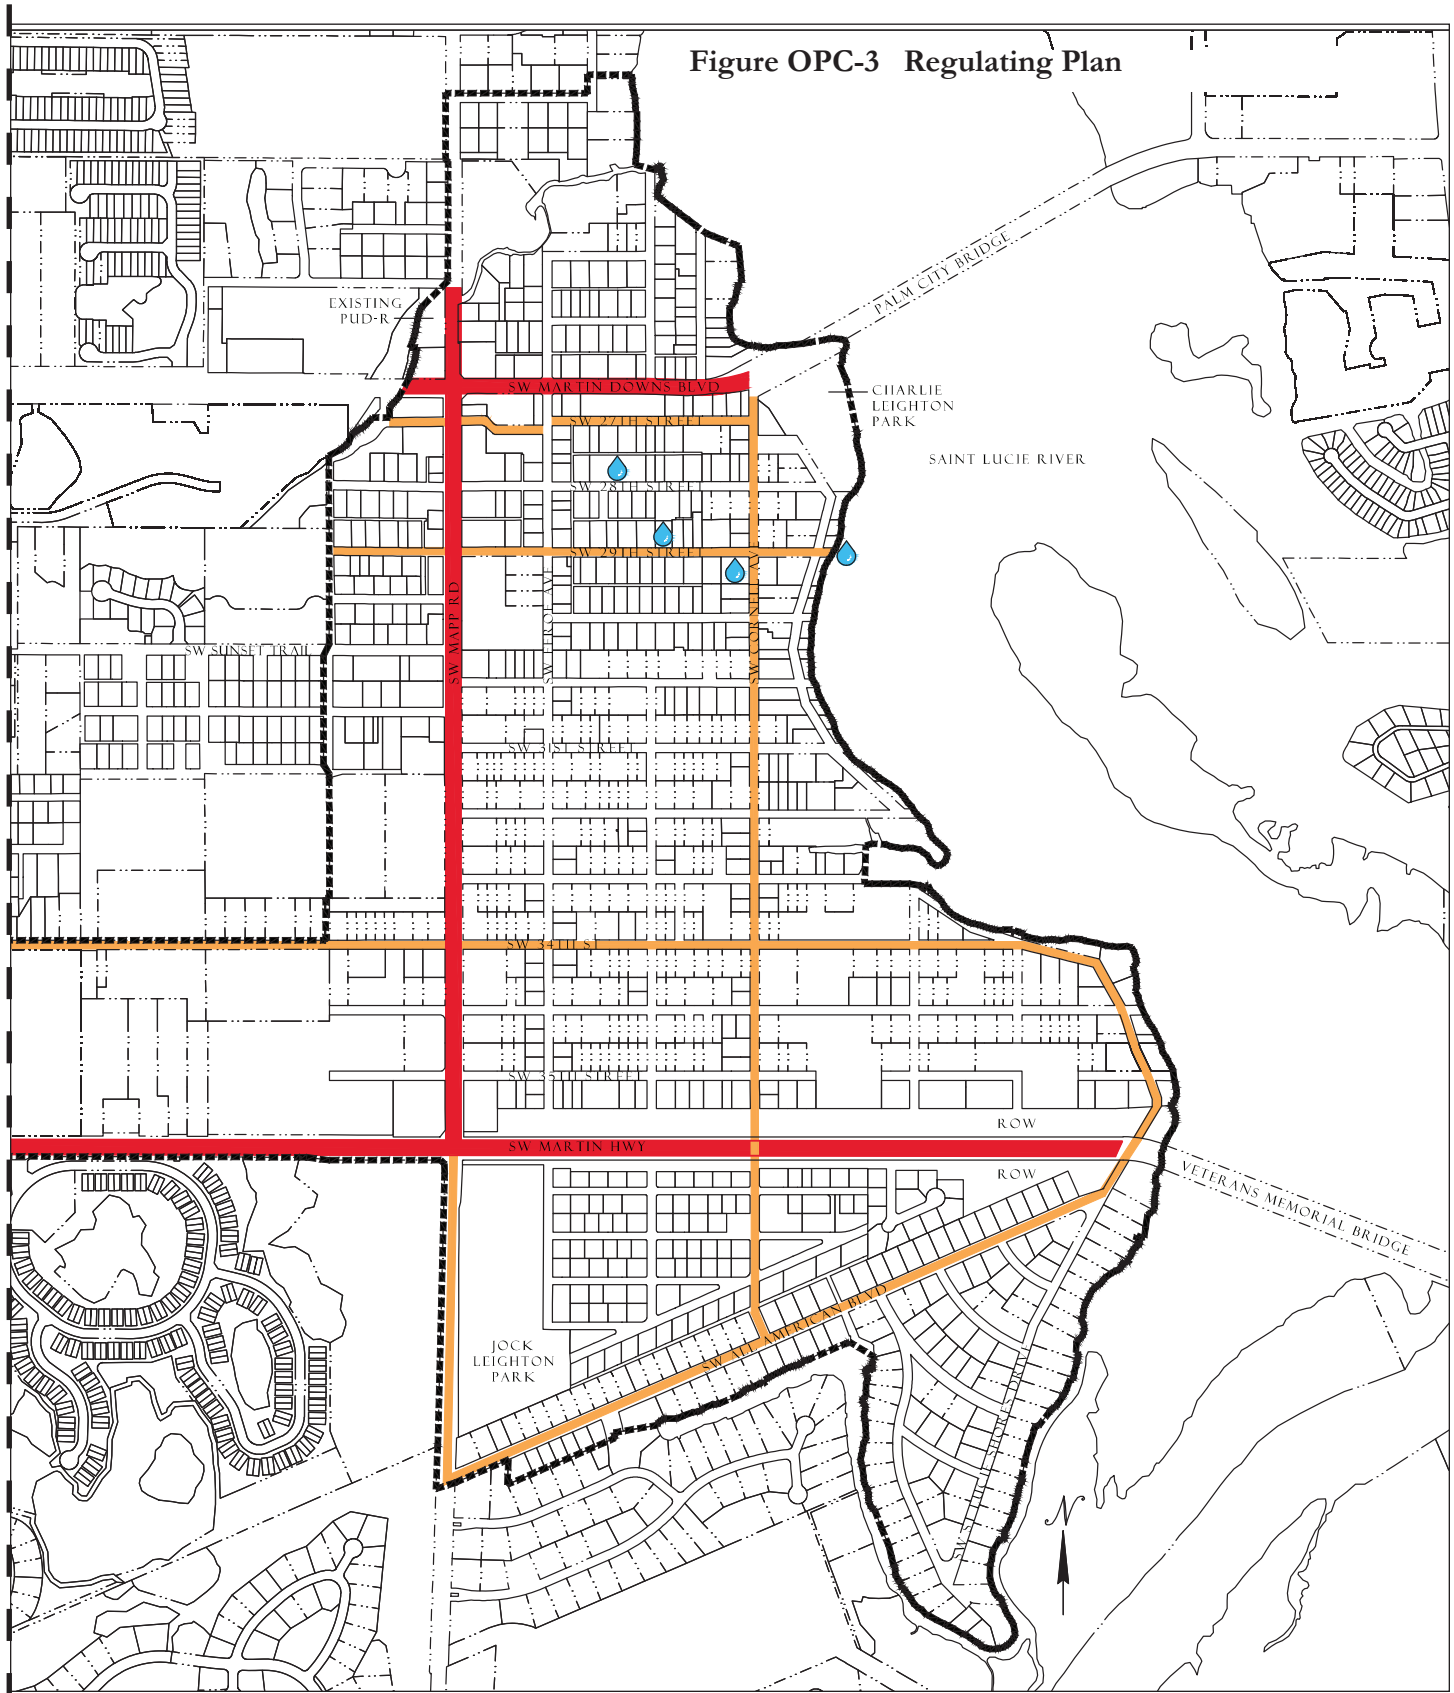 Figure OPC-3 Regulating Plan
PALM CITY BRIDGE
EXISTING
PUD-R
SW MARTIN DOWNS BLVD
CHARLIE
LEIGHTON
PARK
SW 27TH STREET
SAINT LUCIE RIVER
SW 28TH STREET
SW 29TH STREET
SW MAPP RD
SW CORNELL AVE
SW SUNSET TRAIL
SW 31ST STREET
SW 34TH ST
SW 35TH STREET
ROW
SW MARTIN HWY
ROW
VETERANS MEMORIAL BRIDGE
SW ALL AMERICAN BLVD
JOCK
LEIGHTON
PARK
N